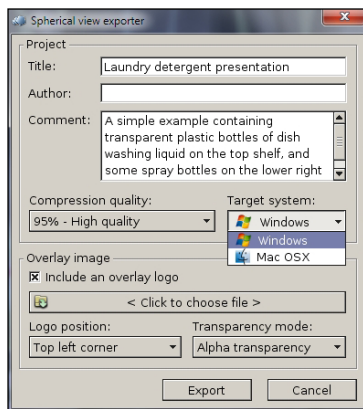 Spherical view exporter
Project
Title: Laundry detergent presentation
Author:
Comment: A simple example containing
transparent plastic bottles of dish
washing liquid on the top shelf, and
some spray bottles on the lower right
Compression quality: Target system:
95% - High quality Windows
Windows
Mac OSX
Overlay image
Include an overlay logo
< Click to choose file >
Logo position: Transparency mode:
Top left corner Alpha transparency
Export Cancel